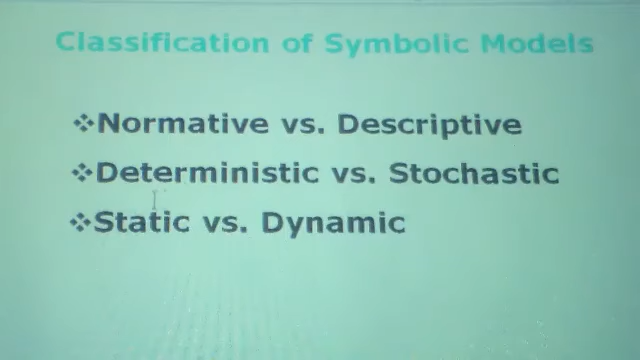 Classification of Symbolic Models
❖Normative vs. Descriptive
❖Deterministic vs. Stochastic
❖Static vs. Dynamic